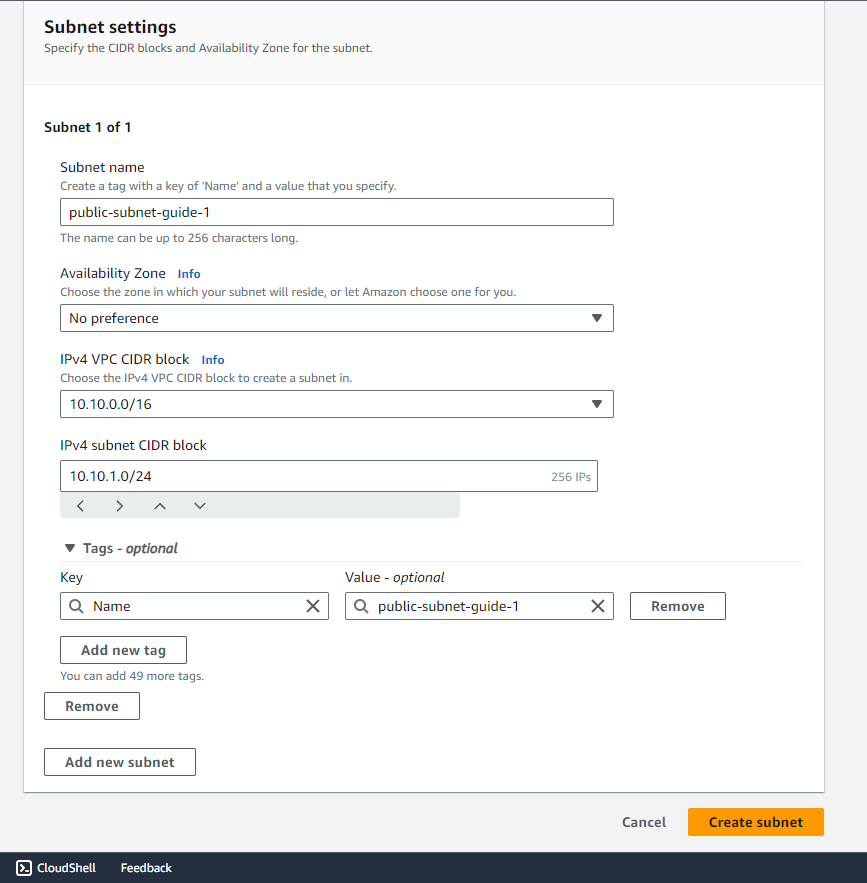 Subnet settings
Specify the CIDR blocks and Availability Zone for the subnet.
Subnet 1 of 1
Subnet name
Create a tag with a key of 'Name' and a value that you specify.
public-subnet-guide-1
The name can be up to 256 characters long.
Availability Zone Info
Choose the zone in which your subnet will reside, or let Amazon choose one for you.
No preference
IPv4 VPC CIDR block Info
Choose the IPv4 VPC CIDR block to create a subnet in.
10.10.0.0/16
IPv4 subnet CIDR block
10.10.1.0/24 256 IPs
Tags - optional
Key Value - optional
Name public-subnet-guide-1 Remove
Add new tag
You can add 49 more tags.
Remove
Add new subnet
Cancel Create subnet
CloudShell Feedback